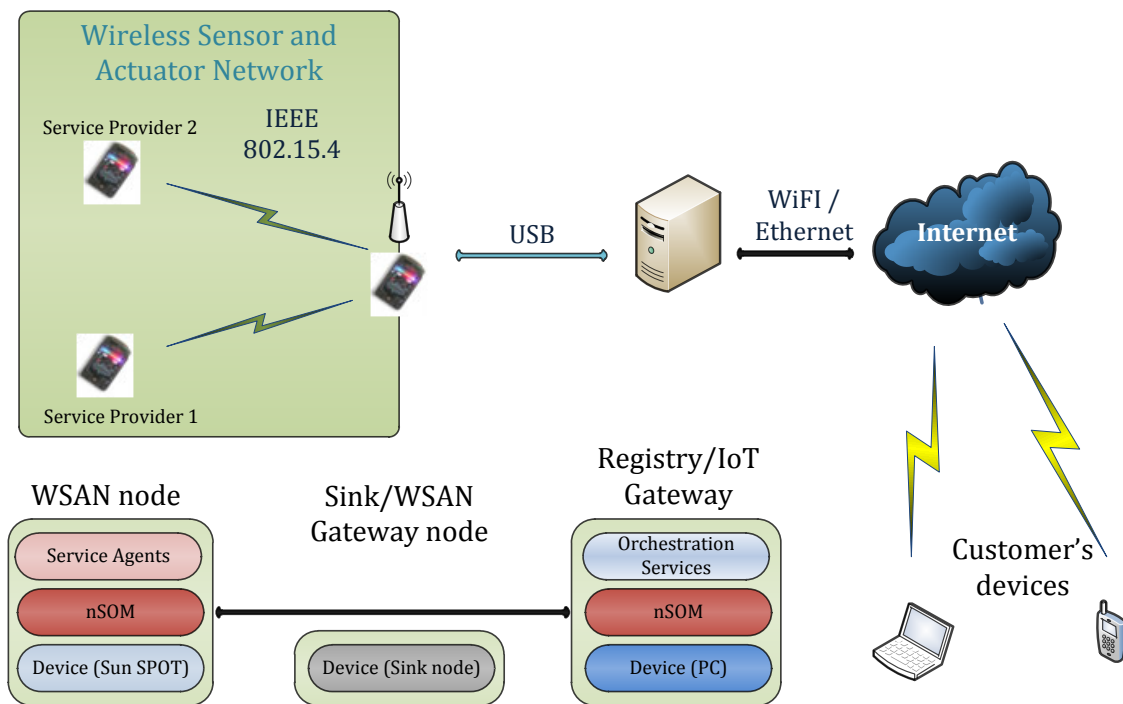 Wireless Sensor and
Actuator Network
Service Provider 2
IEEE
802.15.4
Service Provider 1
USB
WiFI /
Ethernet
Internet
WSAN node
Service Agents
nSOM
Device (Sun SPOT)
Sink/WSAN
Gateway node
Device (Sink node)
Registry/IoT
Gateway
Orchestration
Services
nSOM
Device (PC)
Customer’s
devices